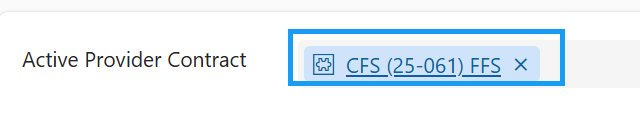 Active Provider Contract CFS (25-061) FFS